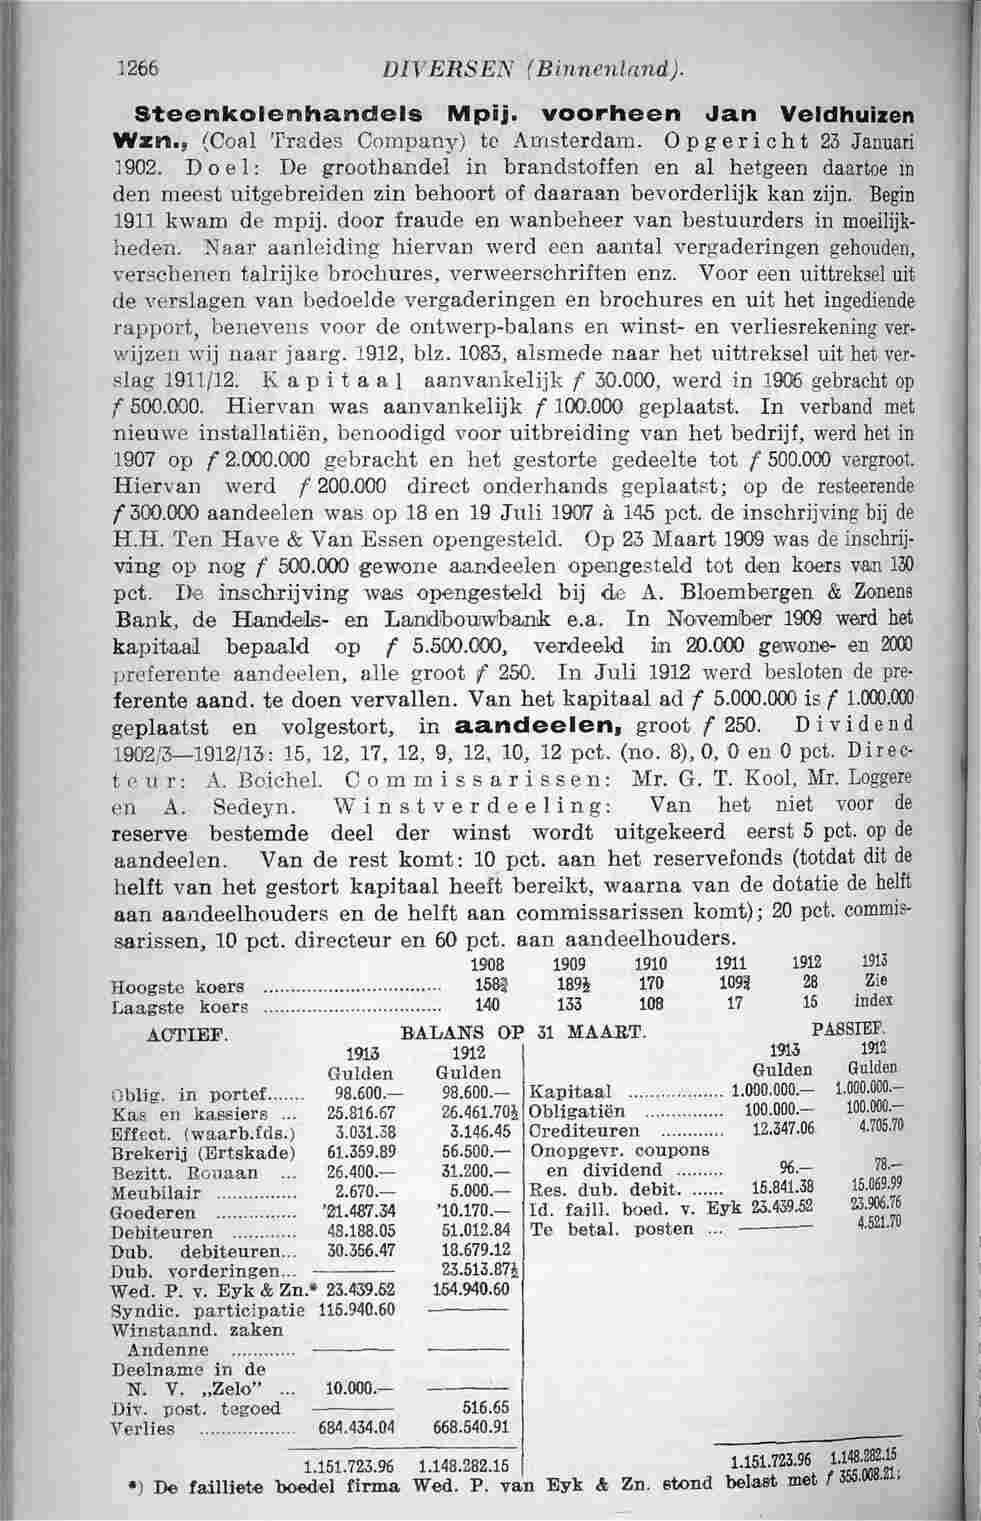 1266 DIVERSEN (Binnenland).
Steenkolenhandels Mpij. voorheen Jan Veldhuizen
Wzn., (Coal Trades Company) te Amsterdam. Opgericht 23 Januari
1902. Doel: De groothandel in brandstoffen en al hetgeen daartoe in
den meest uitgebreiden zin behoort of daaraan bevorderlijk kan zijn. Begin
1911 kwam de mpij. door fraude en wanbeheer van bestuurders in moeilijk-
heden. Naar aanleiding hiervan werd een aantal vergaderingen gehouden,
verschenen talrijke brochures, verweerschriften enz. Voor een uittreksel uit
de verslagen van bedoelde vergaderingen en brochures en uit het ingediende
rapport, benevens voor de ontwerp-balans en winst- en verliesrekening ver-
wijzen wij naar jaarg. 1912, blz. 1083, alsmede naar het uittreksel uit het ver-
slag 1911/12. Kapitaal aanvankelijk f 30.000, werd in 1906 gebracht op
f 500.000. Hiervan was aanvankelijk f 100.000 geplaatst. In verband met
nieuwe installatiën, benoodigd voor uitbreiding van het bedrijf, werd het in
1907 op f 2.000.000 gebracht en het gestorte gedeelte tot f 500.000 vergroot.
Hiervan werd f 200.000 direct onderhands geplaatst; op de resteerende
f 300.000 aandeelen was op 18 en 19 Juli 1907 à 145 pct. de inschrijving bij de
H.H. Ten Have & Van Essen opengesteld. Op 23 Maart 1909 was de inschrij-
ving op nog f 500.000 gewone aandeelen opengesteld tot den koers van 130
pct. De inschrijving was opengesteld bij de A. Bloembergen & Zonens
Bank, de Handels- en Landbouwbank e.a. In November 1909 werd het
kapitaal bepaald op f 5.500.000, verdeeld in 20.000 gewone- en 2000
preferente aandeelen, alle groot f 250. In Juli 1912 werd besloten de pre-
ferente aand. te doen vervallen. Van het kapitaal ad f 5.000.000 is f 1.000.000
geplaatst en volgestort, in aandeelen, groot f 250. Dividend
1902/3—1912/13: 15, 12, 17, 12, 9, 12, 10, 12 pct. (no. 8), 0, 0 en 0 pct. Direc-
teur: A. Boichel. Commissarissen: Mr. G. T. Kool, Mr. Loggere
en A. Sedeyn. Winstverdeeling: Van het niet voor de
reserve bestemde deel der winst wordt uitgekeerd eerst 5 pct. op de
aandeelen. Van de rest komt: 10 pct. aan het reservefonds (totdat dit de
helft van het gestort kapitaal heeft bereikt, waarna van de dotatie de helft
aan aandeelhouders en de helft aan commissarissen komt); 20 pct. commis-
sarissen, 10 pct. directeur en 60 pct. aan aandeelhouders.
1908 1909 1910 1911 1912 1913
Hoogste koers ................................ 158¾ 189½ 170 109¾ 28 Zie
Laagste koers ................................ 140 133 108 17 15 index
ACTIEF. BALANS OP 31 MAART. PASSIEF.
1913 1912 1913 1912
Gulden Gulden Gulden Gulden
Oblig. in portef....... 98.600.— 98.600.— Kapitaal ................... 1.000.000.— 1.000.000.—
Kas en kassiers ... 25.816.67 26.461.70½ Obligatiën ............... 100.000.— 100.000.—
Effect. (waarb.fds.) 3.031.38 3.146.45 Crediteuren ............ 12.347.06 4.705.70
Brekerij (Ertskade) 61.359.89 56.500.— Onopgevr. coupons
Bezitt. Rouaan ... 26.400.— 31.200.— en dividend ......... 96.— 78.—
Meubilair ............... 2.670.— 5.000.— Res. dub. debit. ...... 15.841.38 15.069.99
Goederen ............... '21.487.34 '10.170.— Id. faill. boed. v. Eyk 23.439.52 23.906.76
Debiteuren ............ 48.188.05 51.012.84 Te betal. posten ... ——— 4.521.70
Dub. debiteuren... 30.356.47 18.679.12
Dub. vorderingen... ——— 23.513.87½
Wed. P. v. Eyk & Zn.* 23.439.52 154.940.60
Syndic. participatie 115.940.60 ———
Winstaand. zaken
Andenne ............ ——— ———
Deelname in de
N. V. „Zelo” ... 10.000.— ———
Div. post. tegoed ——— 516.65
Verlies .................. 684.434.04 668.540.91
1.151.723.96 1.148.282.15 1.151.723.96 1.148.282.15
*) De failliete boedel firma Wed. P. van Eyk & Zn. stond belast met f 355.008.21;